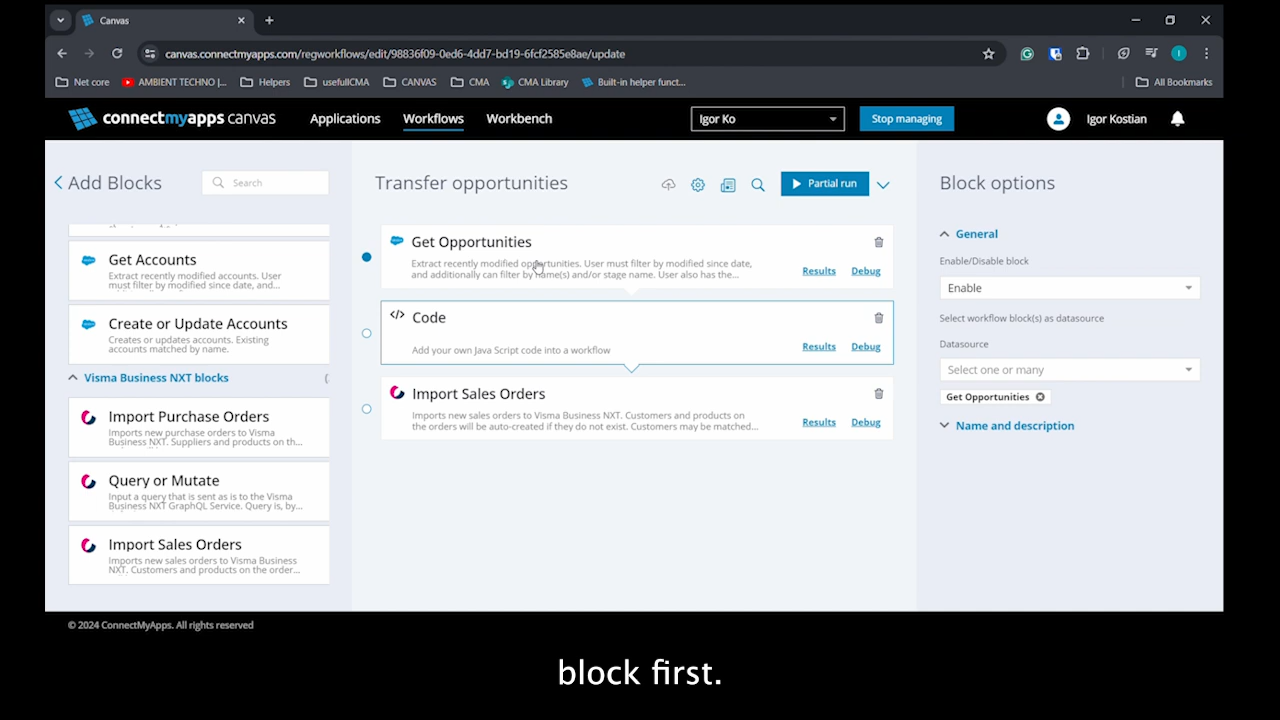 Canvas
canvas.connectmyapps.com/regworkflows/edit/98836f09-0ed6-4dd7-bd19-6fcf2585e8ae/update
Net core
AMBIENT TECHNO |...
Helpers
usefullCMA
CANVAS
CMA
CMA Library
Built-in helper funct...
All Bookmarks
connectmyapps canvas
Applications
Workflows
Workbench
Igor Ko
Stop managing
Igor Kostian
Add Blocks
Search
Get Accounts
Extract recently modified accounts. User
must filter by modified since date, and...
Create or Update Accounts
Creates or updates accounts. Existing
accounts matched by name.
Visma Business NXT blocks
Import Purchase Orders
Imports new purchase orders to Visma
Business NXT. Suppliers and products on th...
Query or Mutate
Input a query that is sent as is to the Visma
Business NXT GraphQL Service. Query is, by...
Import Sales Orders
Imports new sales orders to Visma Business
NXT. Customers and products on the order...
Transfer opportunities
Partial run
Get Opportunities
Extract recently modified opportunities. User must filter by modified since date,
and additionally can filter by name(s) and/or stage name. User also has the...
Results
Debug
Code
Add your own Java Script code into a workflow
Results
Debug
Import Sales Orders
Imports new sales orders to Visma Business NXT. Customers and products on
the orders will be auto-created if they do not exist. Customers may be matched...
Results
Debug
Block options
General
Enable/Disable block
Enable
Select workflow block(s) as datasource
Datasource
Select one or many
Get Opportunities
Name and description
© 2024 ConnectMyApps. All rights reserved
block first.